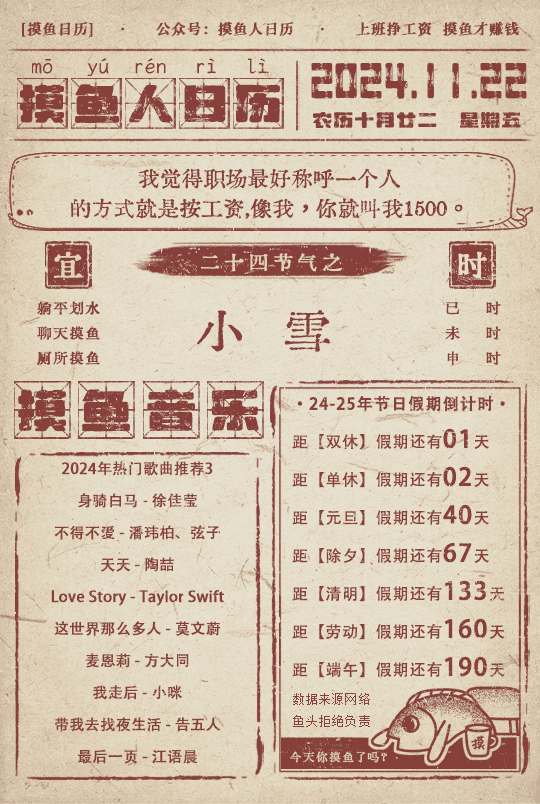 [摸鱼日历] · 公众号：摸鱼人日历 · 上班挣工资 摸鱼才赚钱
mō yú rén rì lì
摸鱼人日历
2024.11.22
农历十月廿二 星期五
我觉得职场最好称呼一个人
的方式就是按工资,像我，你就叫我1500。
宜
躺平划水
聊天摸鱼
厕所摸鱼
二十四节气之
小雪
时
巳 时
未 时
申 时
摸鱼音乐
2024年热门歌曲推荐3
身骑白马 - 徐佳莹
不得不爱 - 潘玮柏、弦子
天天 - 陶喆
Love Story - Taylor Swift
这世界那么多人 - 莫文蔚
麦恩莉 - 方大同
我走后 - 小咪
带我去找夜生活 - 告五人
最后一页 - 江语晨
· 24-25年节日假期倒计时 ·
距【双休】假期还有01天
距【单休】假期还有02天
距【元旦】假期还有40天
距【除夕】假期还有67天
距【清明】假期还有133天
距【劳动】假期还有160天
距【端午】假期还有190天
数据来源网络
鱼头拒绝负责
今天你摸鱼了吗？
摸